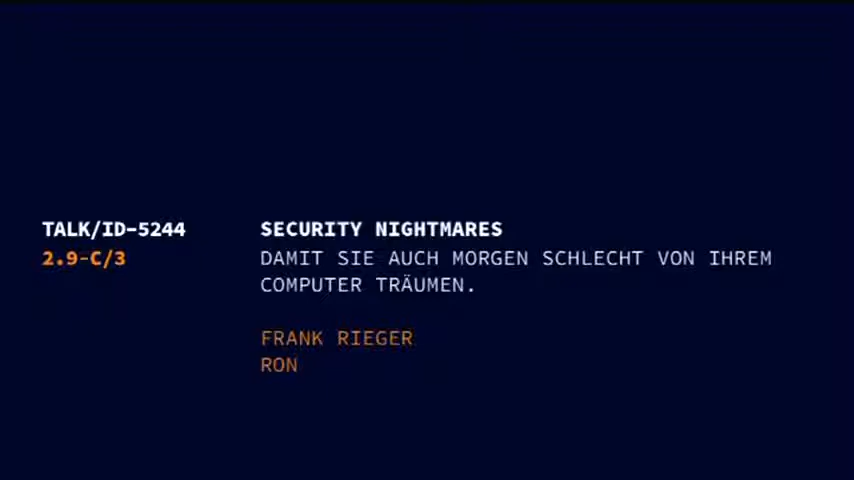 TALK/ID-5244
2.9-C/3
SECURITY NIGHTMARES
DAMIT SIE AUCH MORGEN SCHLECHT VON IHREM
COMPUTER TRÄUMEN.
FRANK RIEGER
RON